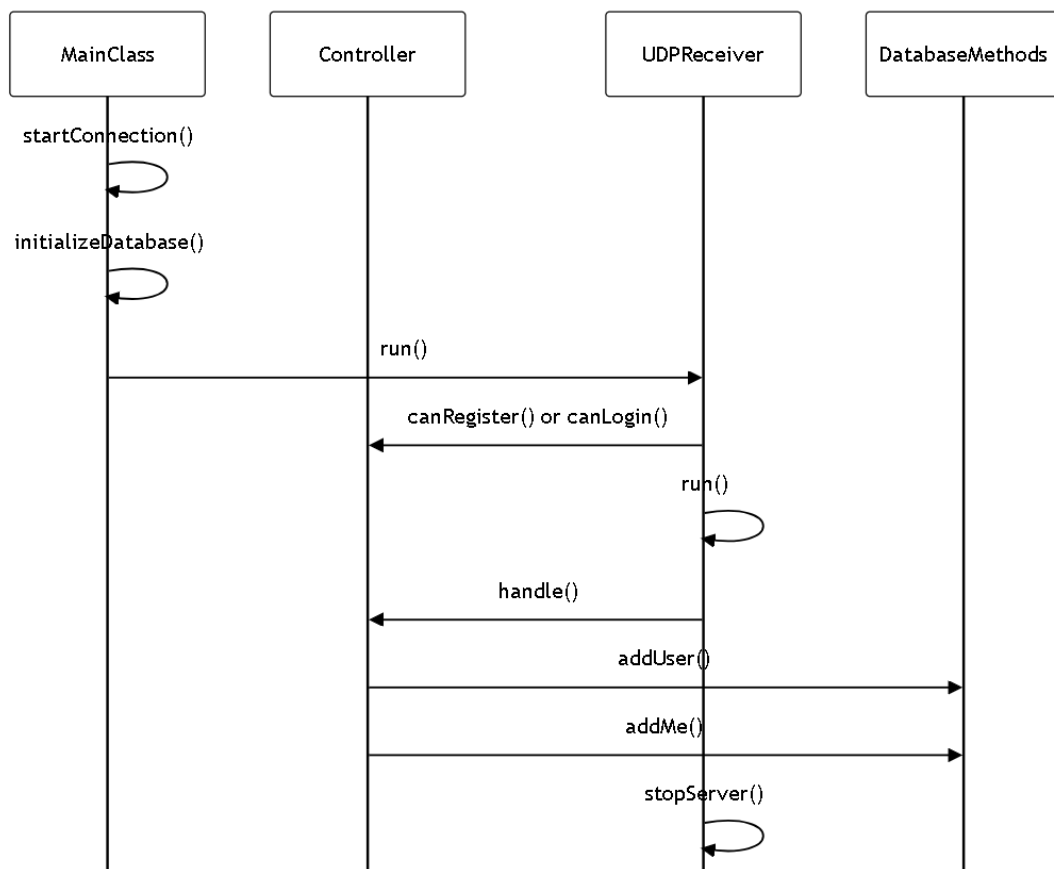 MainClass
Controller
UDPReceiver
DatabaseMethods
startConnection()
initializeDatabase()
run()
canRegister() or canLogin()
run()
handle()
addUser()
addMe()
stopServer()